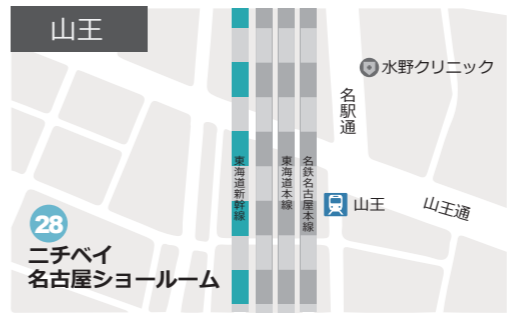 山王
水野クリニック
名駅通
東海道新幹線
東海道本線
名鉄名古屋本線
山王
山王通
28
ニチベイ
名古屋ショールーム